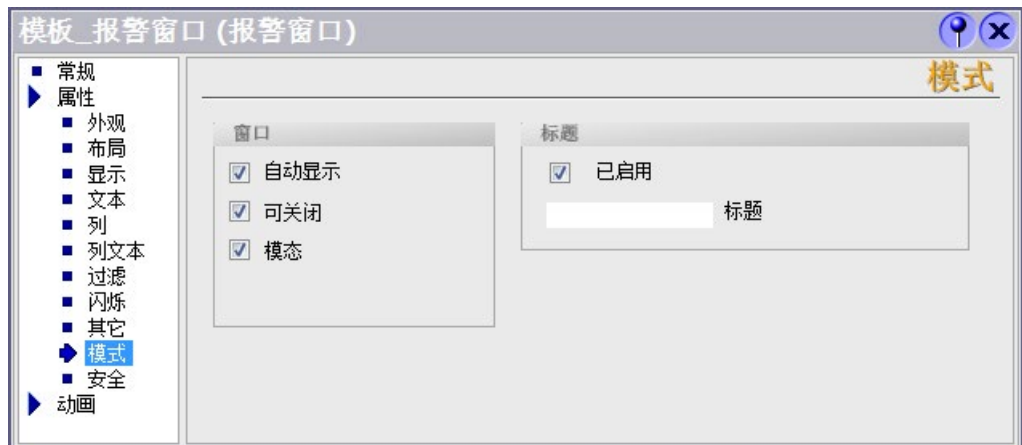 模板_报警窗口 (报警窗口)
常规
属性
外观
布局
显示
文本
列
列文本
过滤
闪烁
其它
模式
安全
动画
模式
窗口
自动显示
可关闭
模态
标题
已启用
标题